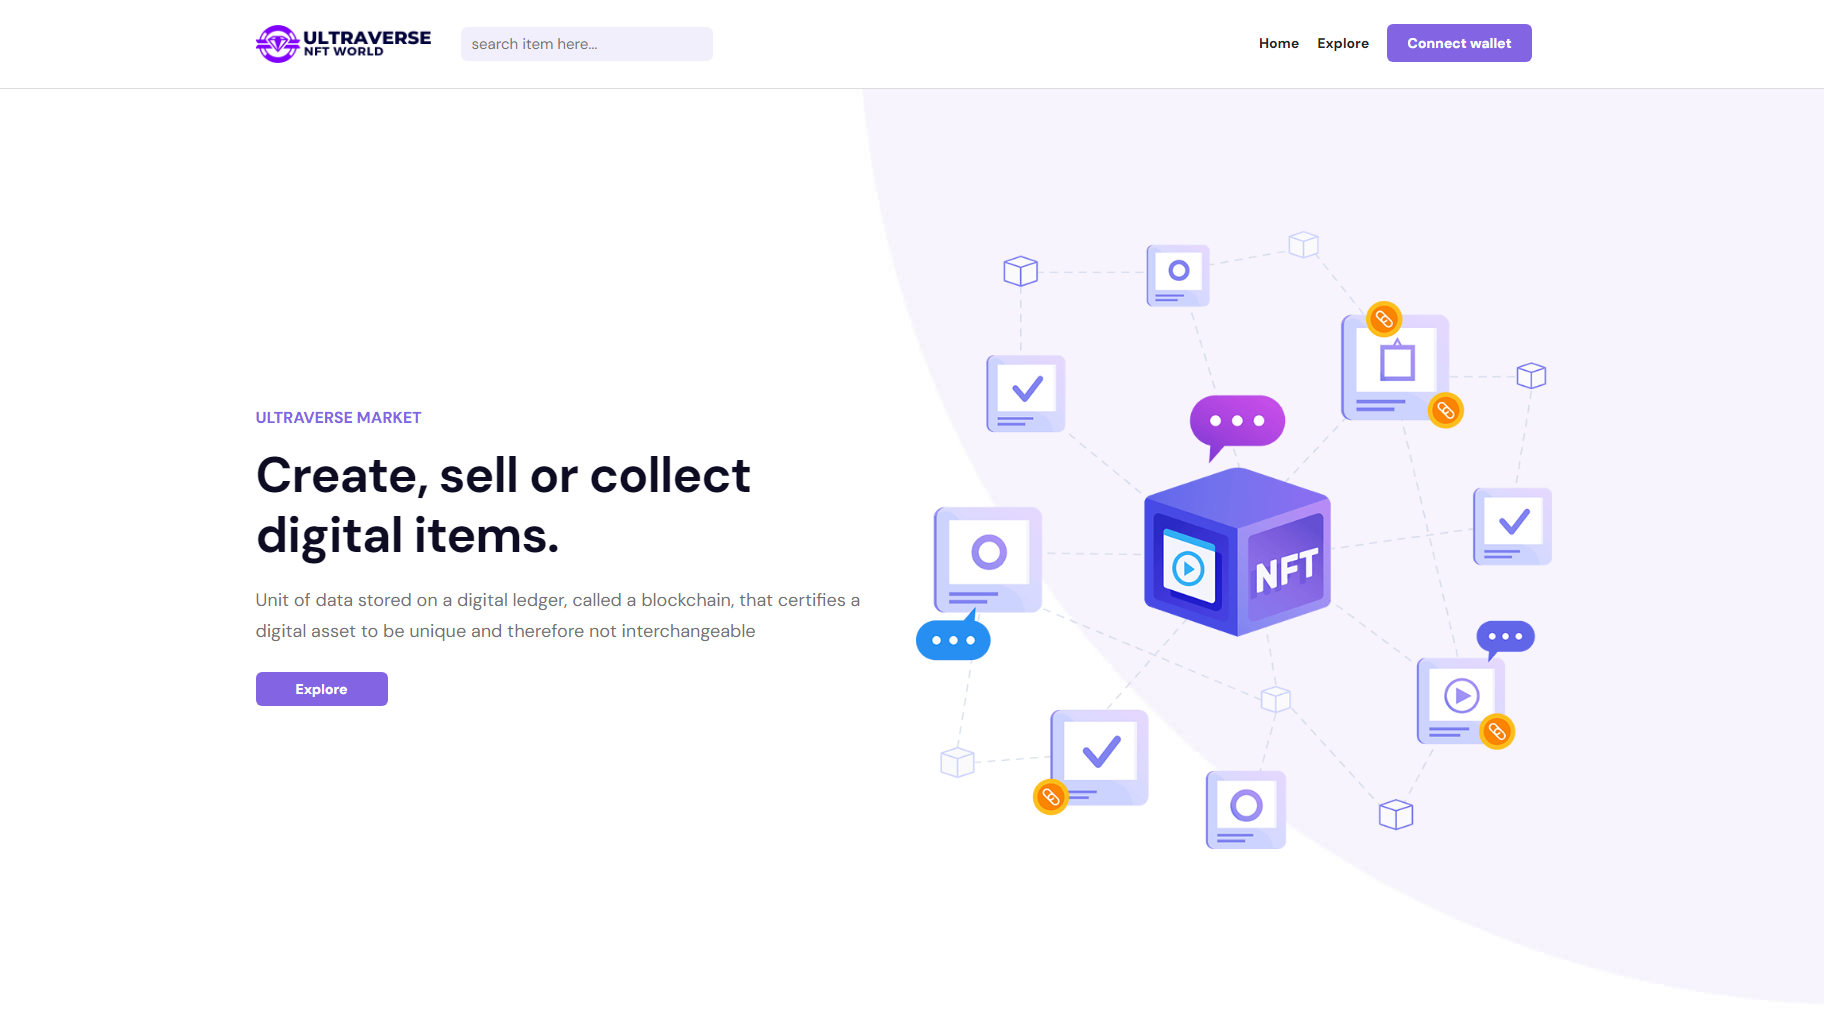 ULTRAVERSE
NFT WORLD
search item here...
Home
Explore
Connect wallet
ULTRAVERSE MARKET
Create, sell or collect
digital items.
Unit of data stored on a digital ledger, called a blockchain, that certifies a
digital asset to be unique and therefore not interchangeable
Explore
NFT